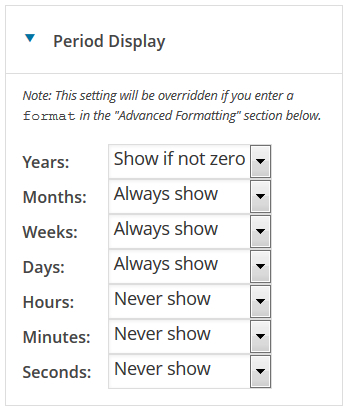 Period Display
Note: This setting will be overridden if you enter a
format in the "Advanced Formatting" section below.
Years: Show if not zero
Months: Always show
Weeks: Always show
Days: Always show
Hours: Never show
Minutes: Never show
Seconds: Never show